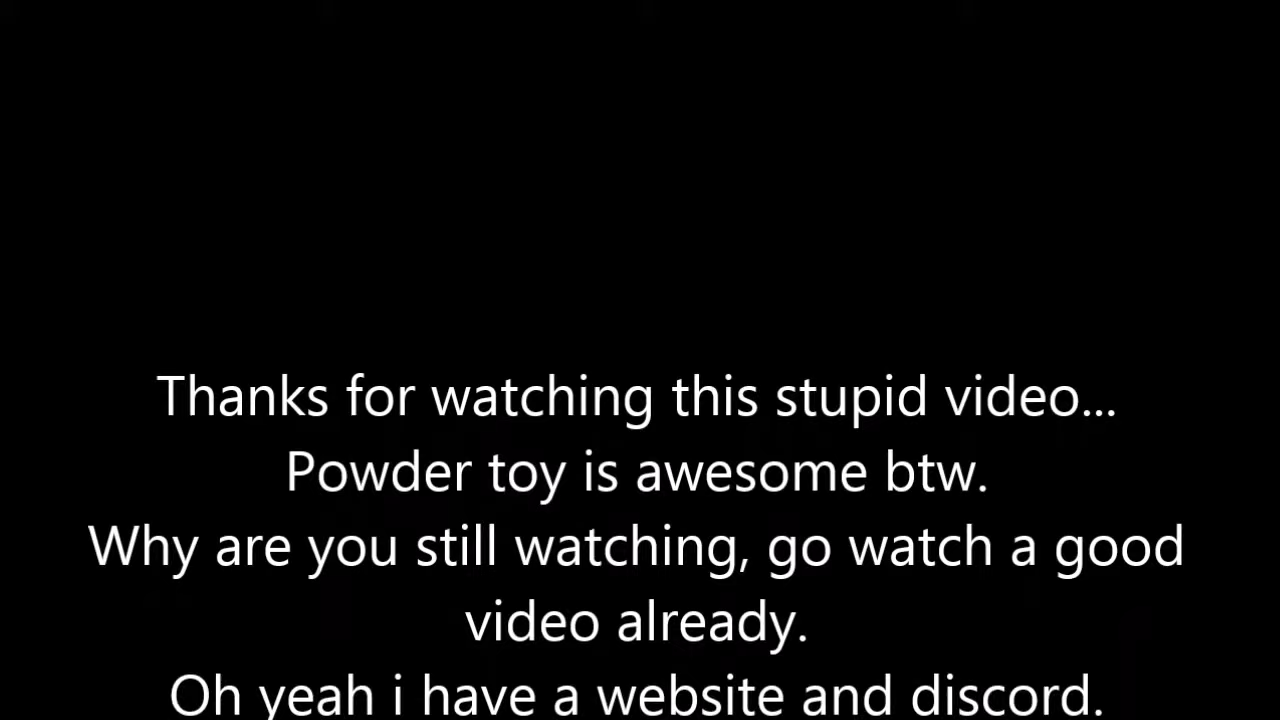 Thanks for watching this stupid video...
Powder toy is awesome btw.
Why are you still watching, go watch a good
video already.
Oh yeah i have a website and discord.